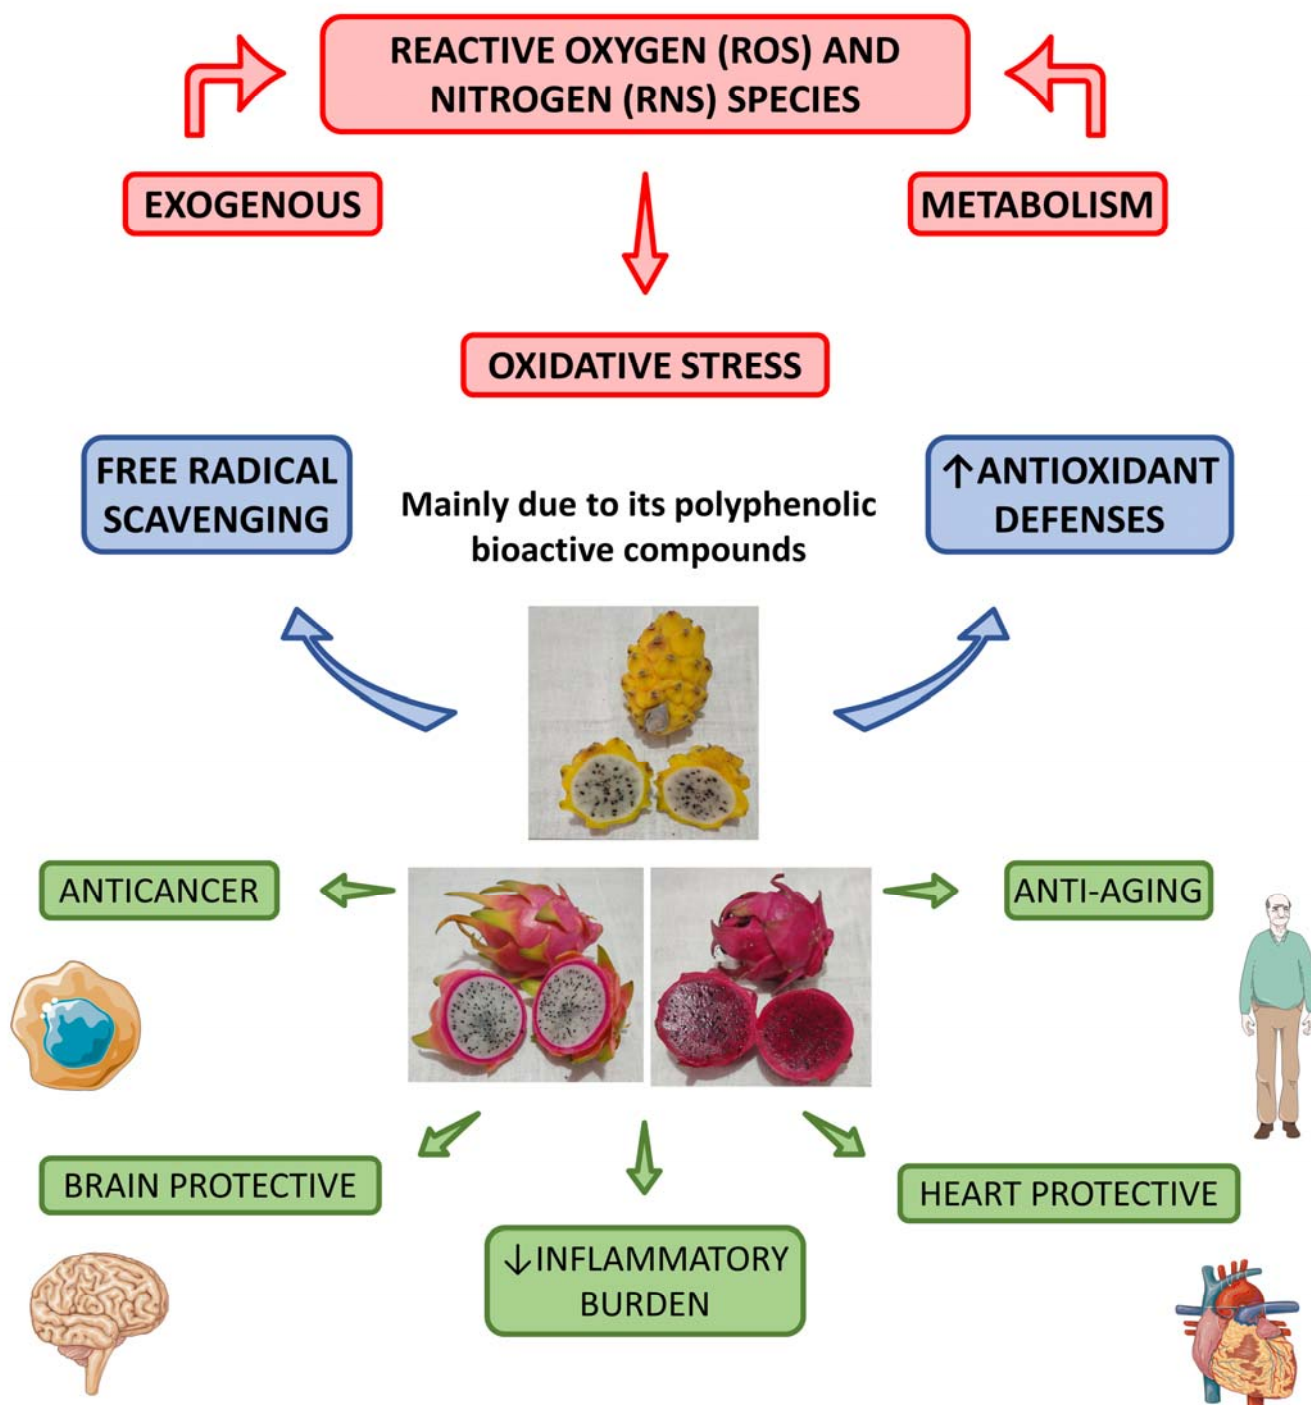 REACTIVE OXYGEN (ROS) AND
NITROGEN (RNS) SPECIES
EXOGENOUS
METABOLISM
OXIDATIVE STRESS
FREE RADICAL
SCAVENGING
Mainly due to its polyphenolic
bioactive compounds
↑ANTIOXIDANT
DEFENSES
ANTICANCER
ANTI-AGING
BRAIN PROTECTIVE
HEART PROTECTIVE
↓INFLAMMATORY
BURDEN